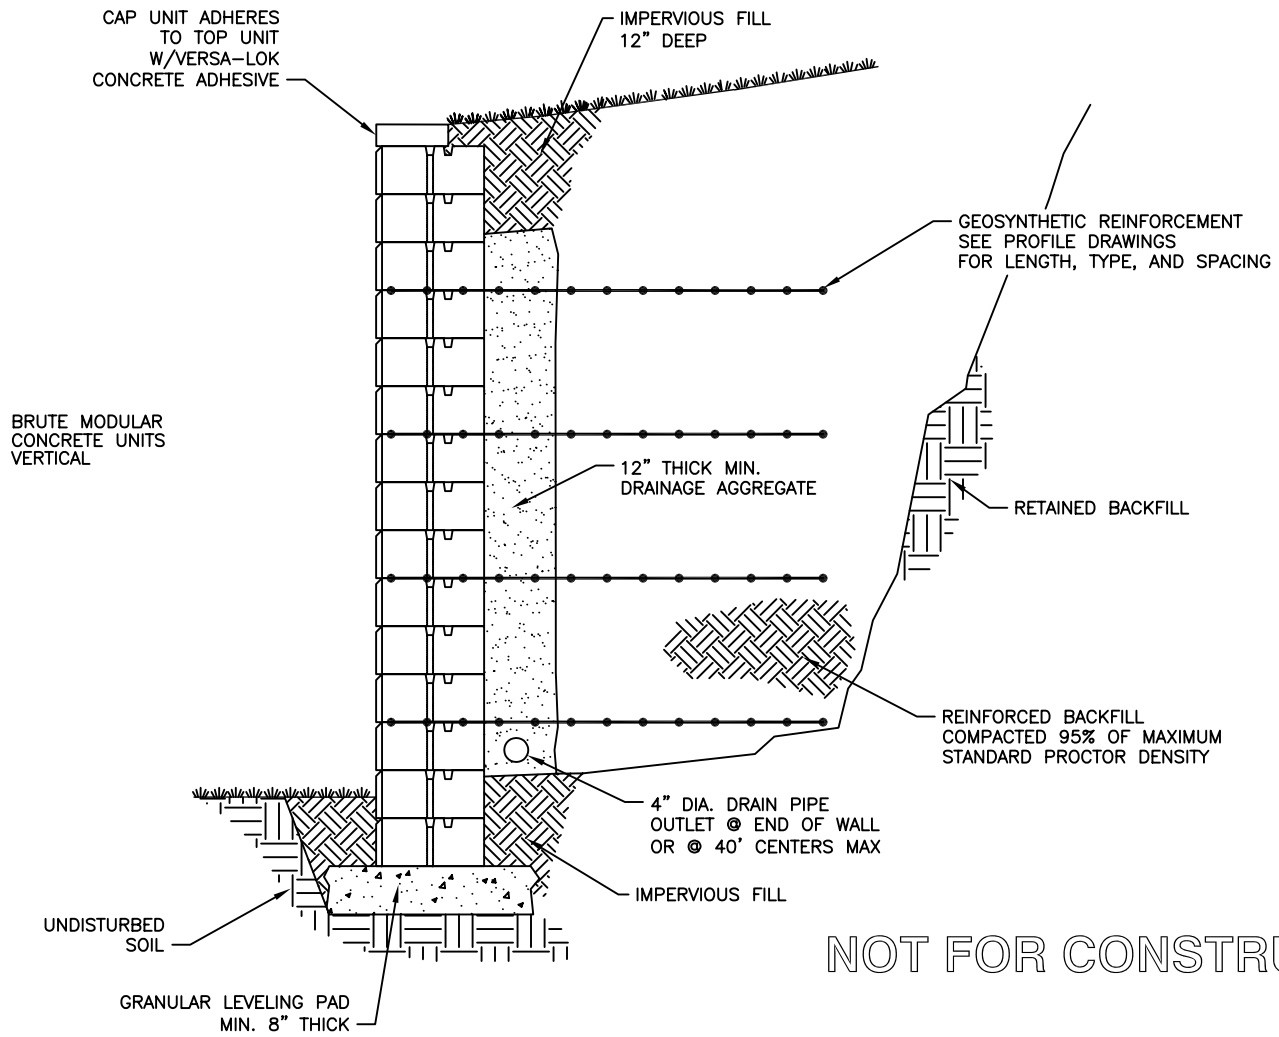 CAP UNIT ADHERES
TO TOP UNIT
W/VERSA-LOK
CONCRETE ADHESIVE
IMPERVIOUS FILL
12" DEEP
GEOSYNTHETIC REINFORCEMENT
SEE PROFILE DRAWINGS
FOR LENGTH, TYPE, AND SPACING
BRUTE MODULAR
CONCRETE UNITS
VERTICAL
12" THICK MIN.
DRAINAGE AGGREGATE
RETAINED BACKFILL
REINFORCED BACKFILL
COMPACTED 95% OF MAXIMUM
STANDARD PROCTOR DENSITY
4" DIA. DRAIN PIPE
OUTLET @ END OF WALL
OR @ 40' CENTERS MAX
IMPERVIOUS FILL
UNDISTURBED
SOIL
GRANULAR LEVELING PAD
MIN. 8" THICK
NOT FOR CONSTRU